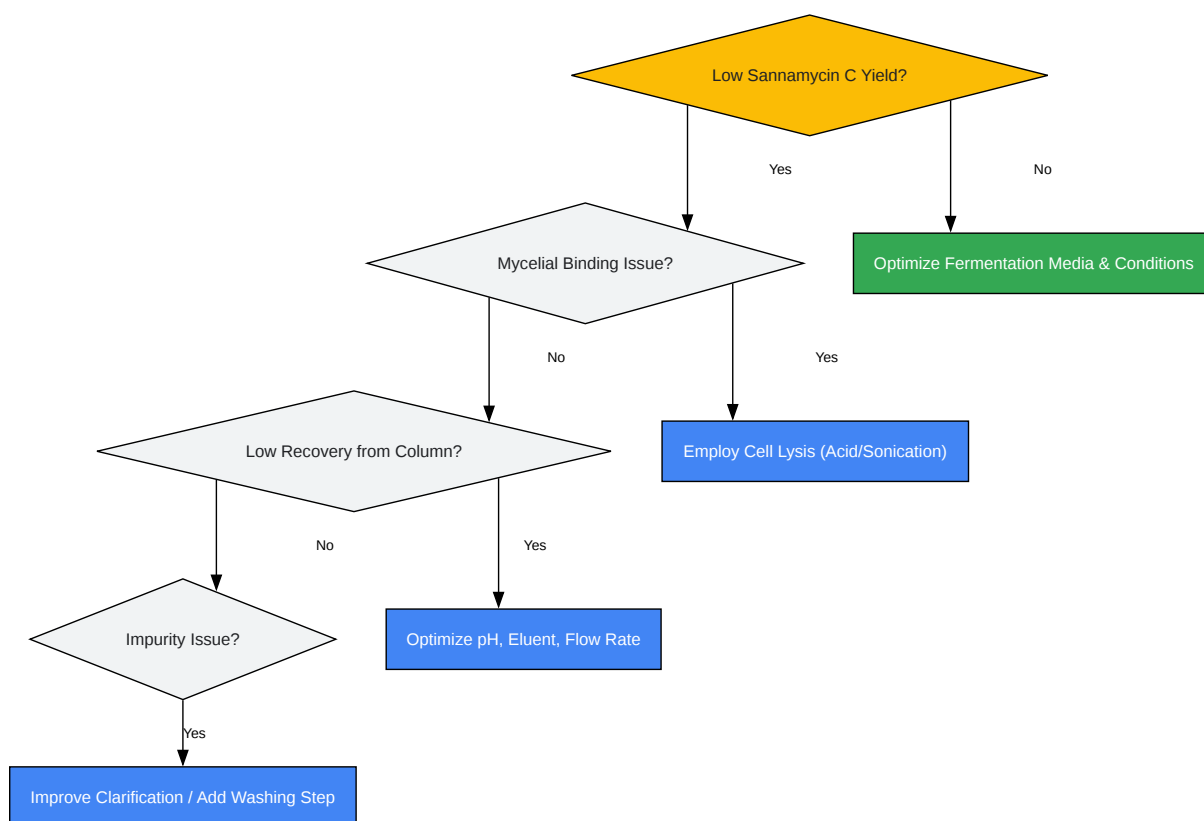 Low Sannamycin C Yield?
Yes
No
Mycelial Binding Issue?
Optimize Fermentation Media & Conditions
No
Yes
Low Recovery from Column?
Employ Cell Lysis (Acid/Sonication)
No
Yes
Impurity Issue?
Optimize pH, Eluent, Flow Rate
Yes
Improve Clarification / Add Washing Step